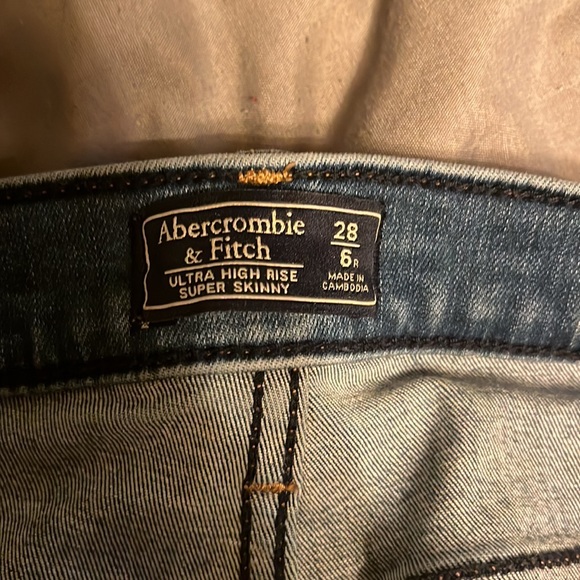 Abercrombie
& Fitch
ULTRA HIGH RISE
SUPER SKINNY
28
6R
MADE IN
CAMBODIA